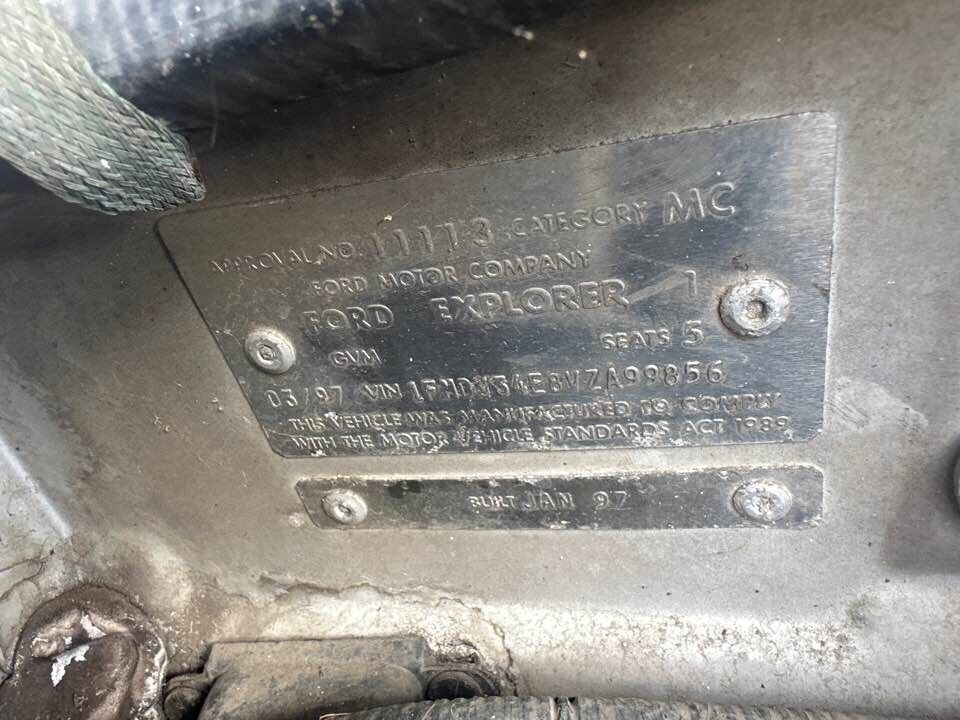 APPROVAL NO. 11113 CATEGORY MC
FORD MOTOR COMPANY
FORD EXPLORER 1
GVM SEATS 5
03/97 VIN 1FMDU34E8VZA99856
THIS VEHICLE WAS MANUFACTURED TO COMPLY
WITH THE MOTOR VEHICLE STANDARDS ACT 1989
BUILT JAN 97